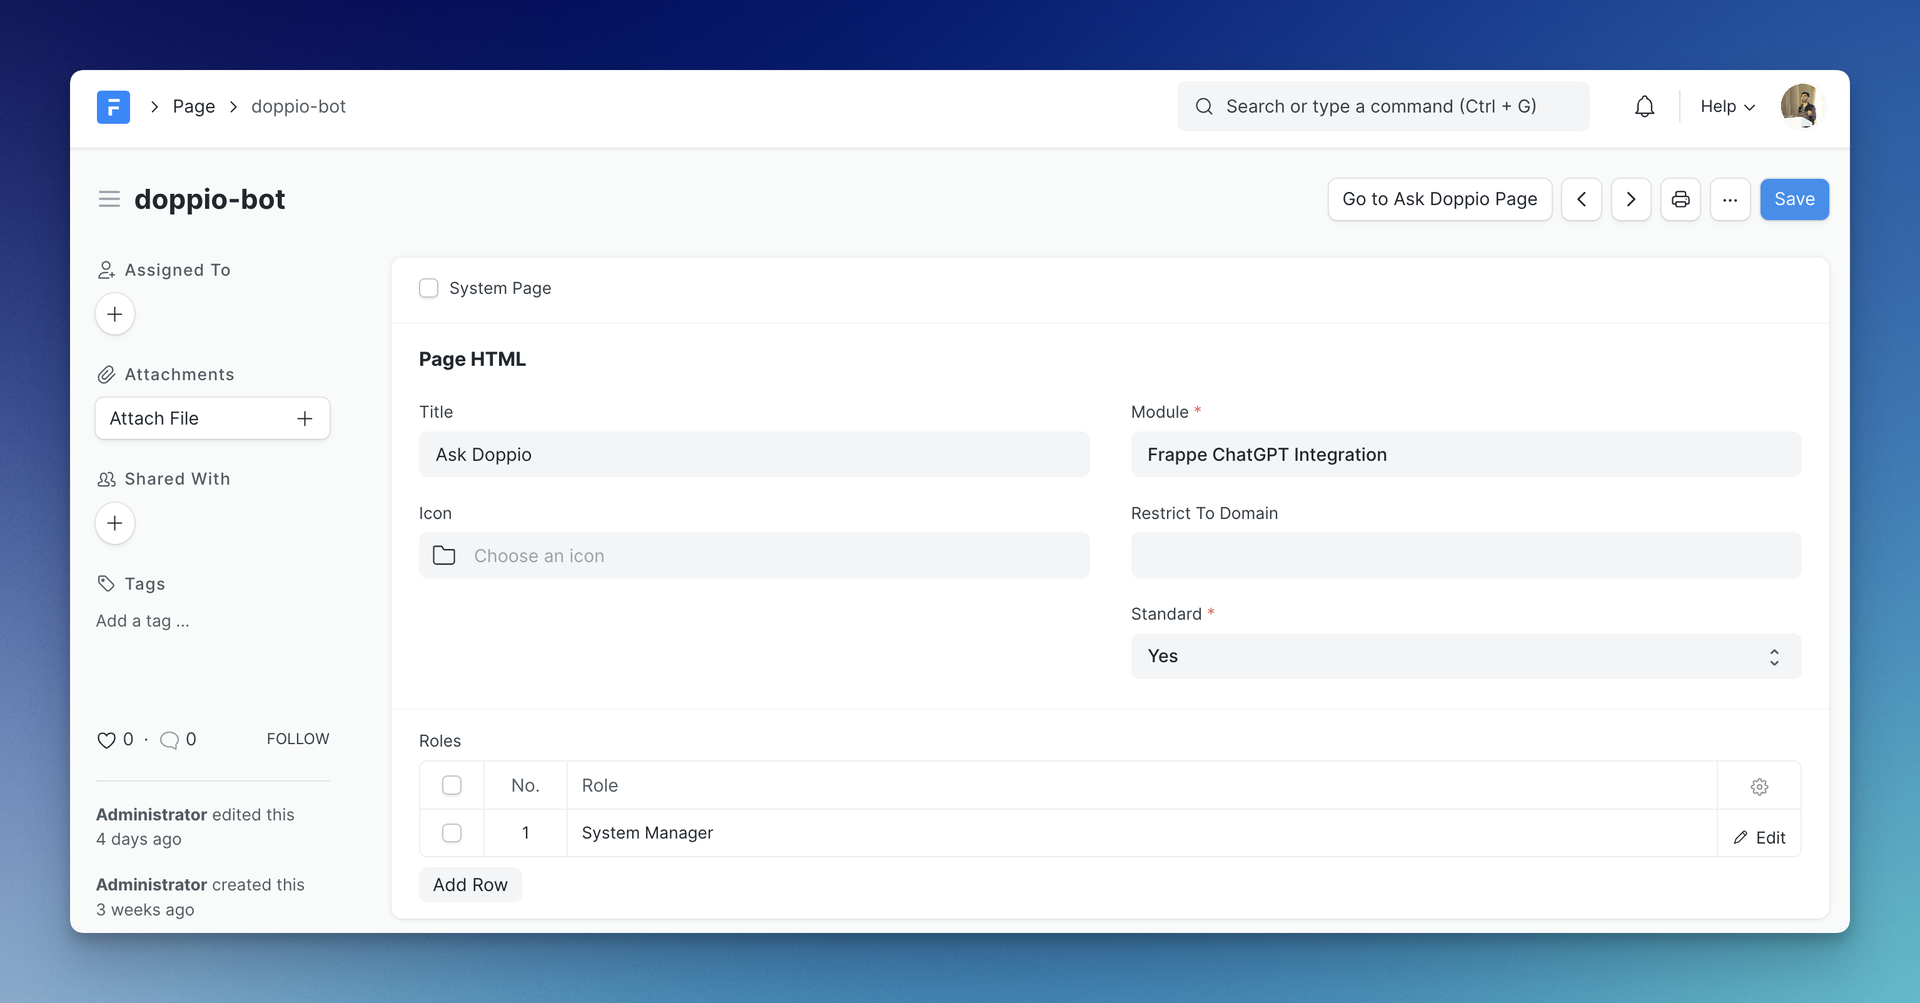 F
Page
doppio-bot
Search or type a command (Ctrl + G)
Help
doppio-bot
Go to Ask Doppio Page
...
Save
Assigned To
Attachments
Attach File
Shared With
Tags
Add a tag ...
0 · 0
FOLLOW
Administrator edited this
4 days ago
Administrator created this
3 weeks ago
System Page
Page HTML
Title
Ask Doppio
Module *
Frappe ChatGPT Integration
Icon
Choose an icon
Restrict To Domain
Standard *
Yes
Roles
No. Role
1 System Manager
Edit
Add Row